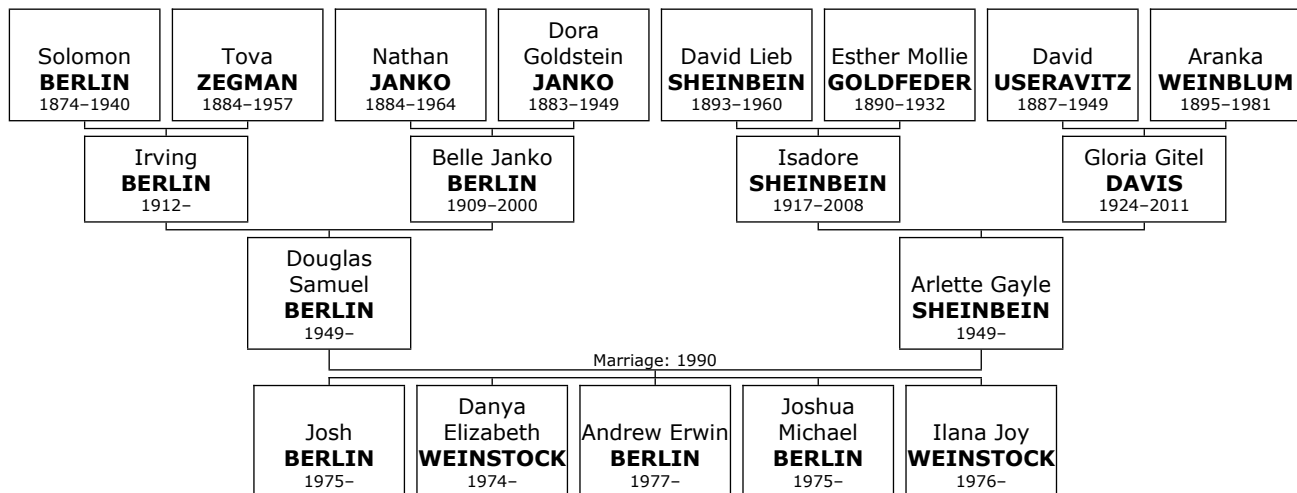 Solomon
BERLIN
1874–1940
Tova
ZEGMAN
1884–1957
Nathan
JANKO
1884–1964
Dora
Goldstein
JANKO
1883–1949
David Lieb
SHEINBEIN
1893–1960
Esther Mollie
GOLDFEDER
1890–1932
David
USERAVITZ
1887–1949
Aranka
WEINBLUM
1895–1981
Irving
BERLIN
1912–
Belle Janko
BERLIN
1909–2000
Isadore
SHEINBEIN
1917–2008
Gloria Gitel
DAVIS
1924–2011
Douglas
Samuel
BERLIN
1949–
Arlette Gayle
SHEINBEIN
1949–
Marriage: 1990
Josh
BERLIN
1975–
Danya
Elizabeth
WEINSTOCK
1974–
Andrew Erwin
BERLIN
1977–
Joshua
Michael
BERLIN
1975–
Ilana Joy
WEINSTOCK
1976–